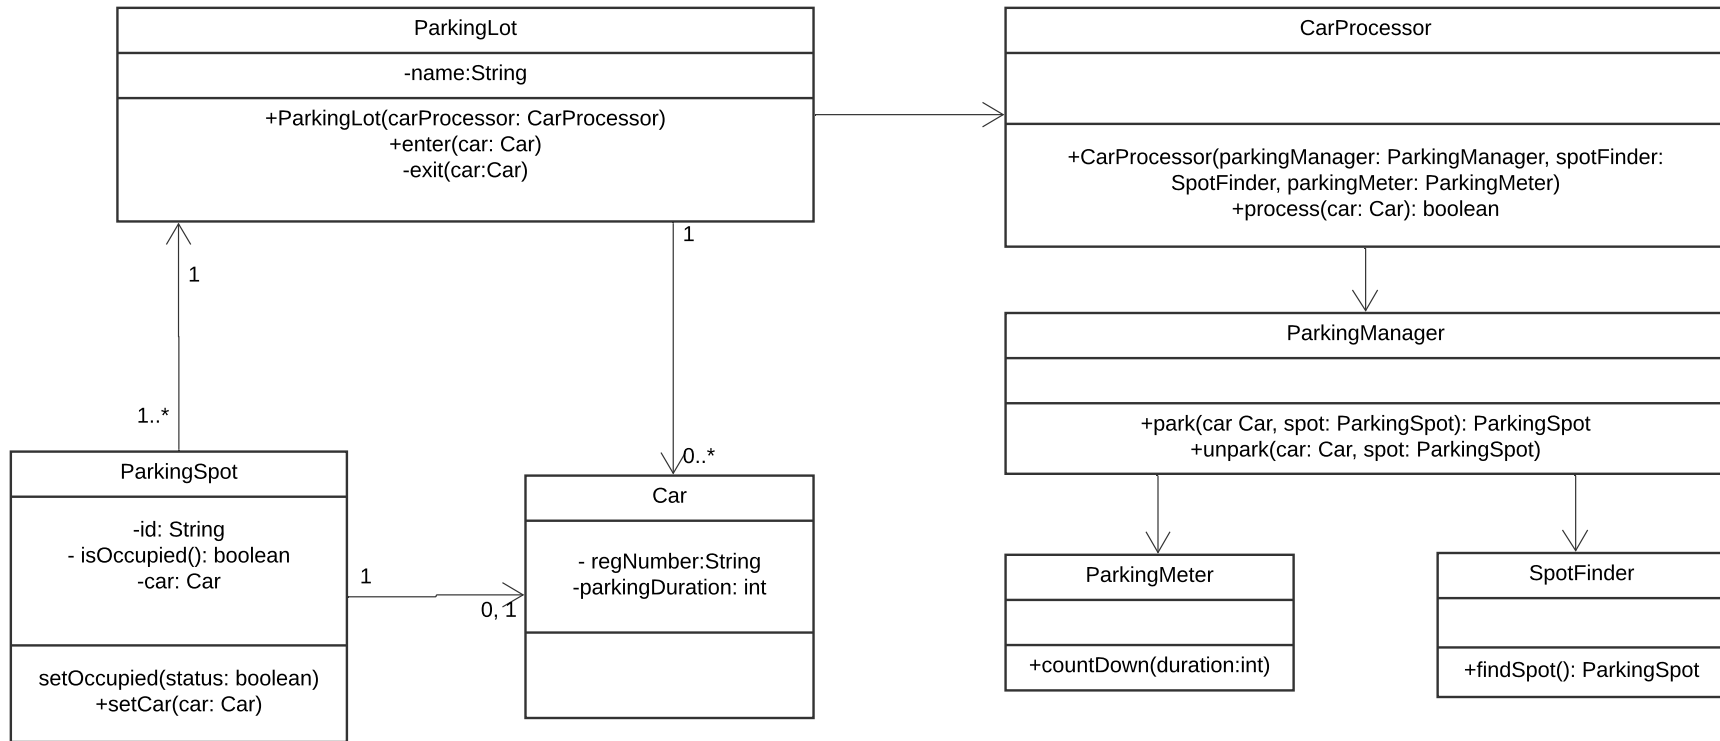 ParkingLot
-name:String
+ParkingLot(carProcessor: CarProcessor)
+enter(car: Car)
-exit(car:Car)
CarProcessor
+CarProcessor(parkingManager: ParkingManager, spotFinder:
SpotFinder, parkingMeter: ParkingMeter)
+process(car: Car): boolean
1
1..*
1
0..*
ParkingManager
+park(car Car, spot: ParkingSpot): ParkingSpot
+unpark(car: Car, spot: ParkingSpot)
ParkingSpot
-id: String
- isOccupied(): boolean
-car: Car
setOccupied(status: boolean)
+setCar(car: Car)
1
0, 1
Car
- regNumber:String
-parkingDuration: int
ParkingMeter
+countDown(duration:int)
SpotFinder
+findSpot(): ParkingSpot